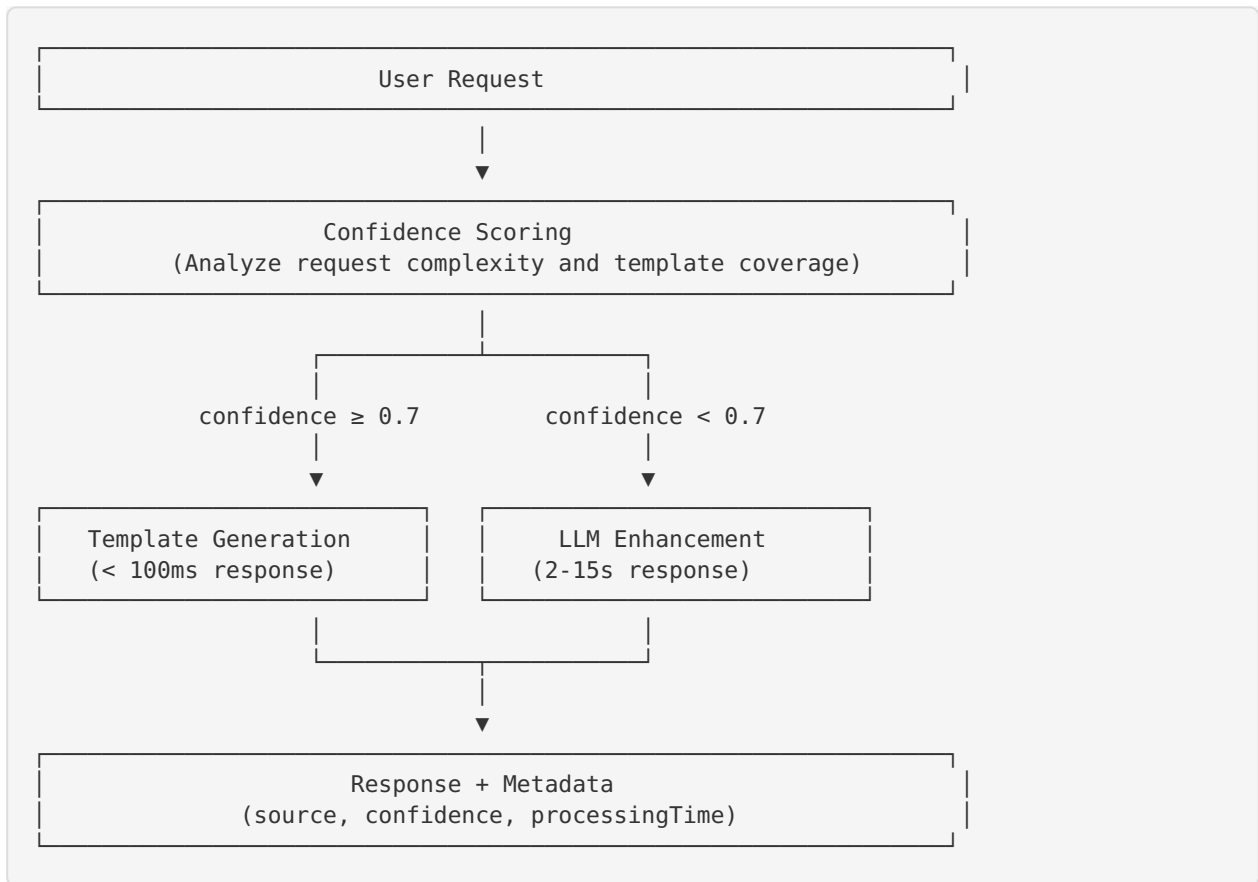 User Request
Confidence Scoring
(Analyze request complexity and template coverage)
confidence ≥ 0.7 confidence < 0.7
Template Generation LLM Enhancement
(< 100ms response) (2-15s response)
Response + Metadata
(source, confidence, processingTime)